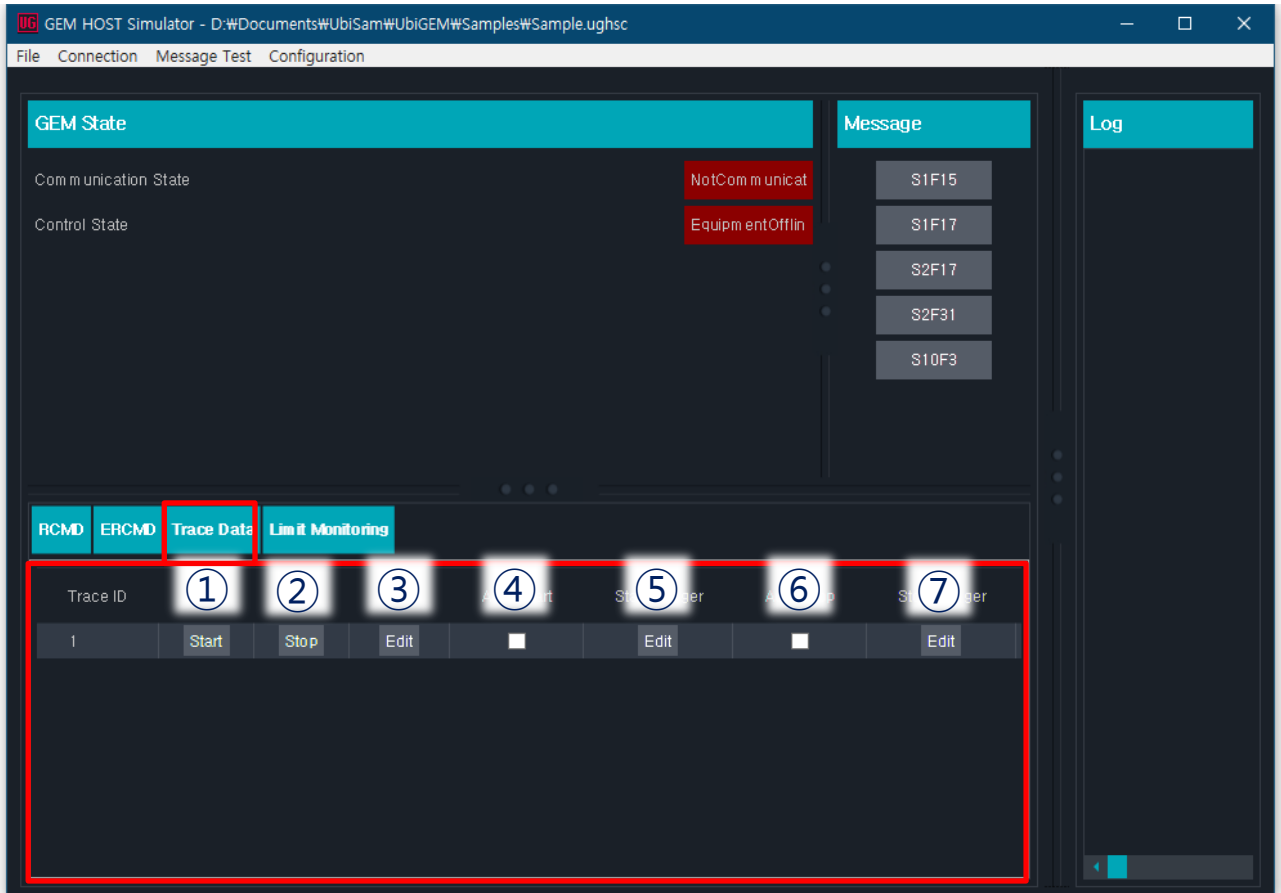 UG GEM HOST Simulator - D:₩Documents₩UbiSam₩UbiGEM₩Samples₩Sample.ughsc
File Connection Message Test Configuration
GEM State
Communication State NotCommunicat
Control State EquipmentOfflin
Message
S1F15
S1F17
S2F17
S2F31
S10F3
Log
RCMD ERCMD Trace Data Limit Monitoring
Trace ID ① ② ③ ④ ⑤ ⑥ ⑦
1 Start Stop Edit Edit Edit